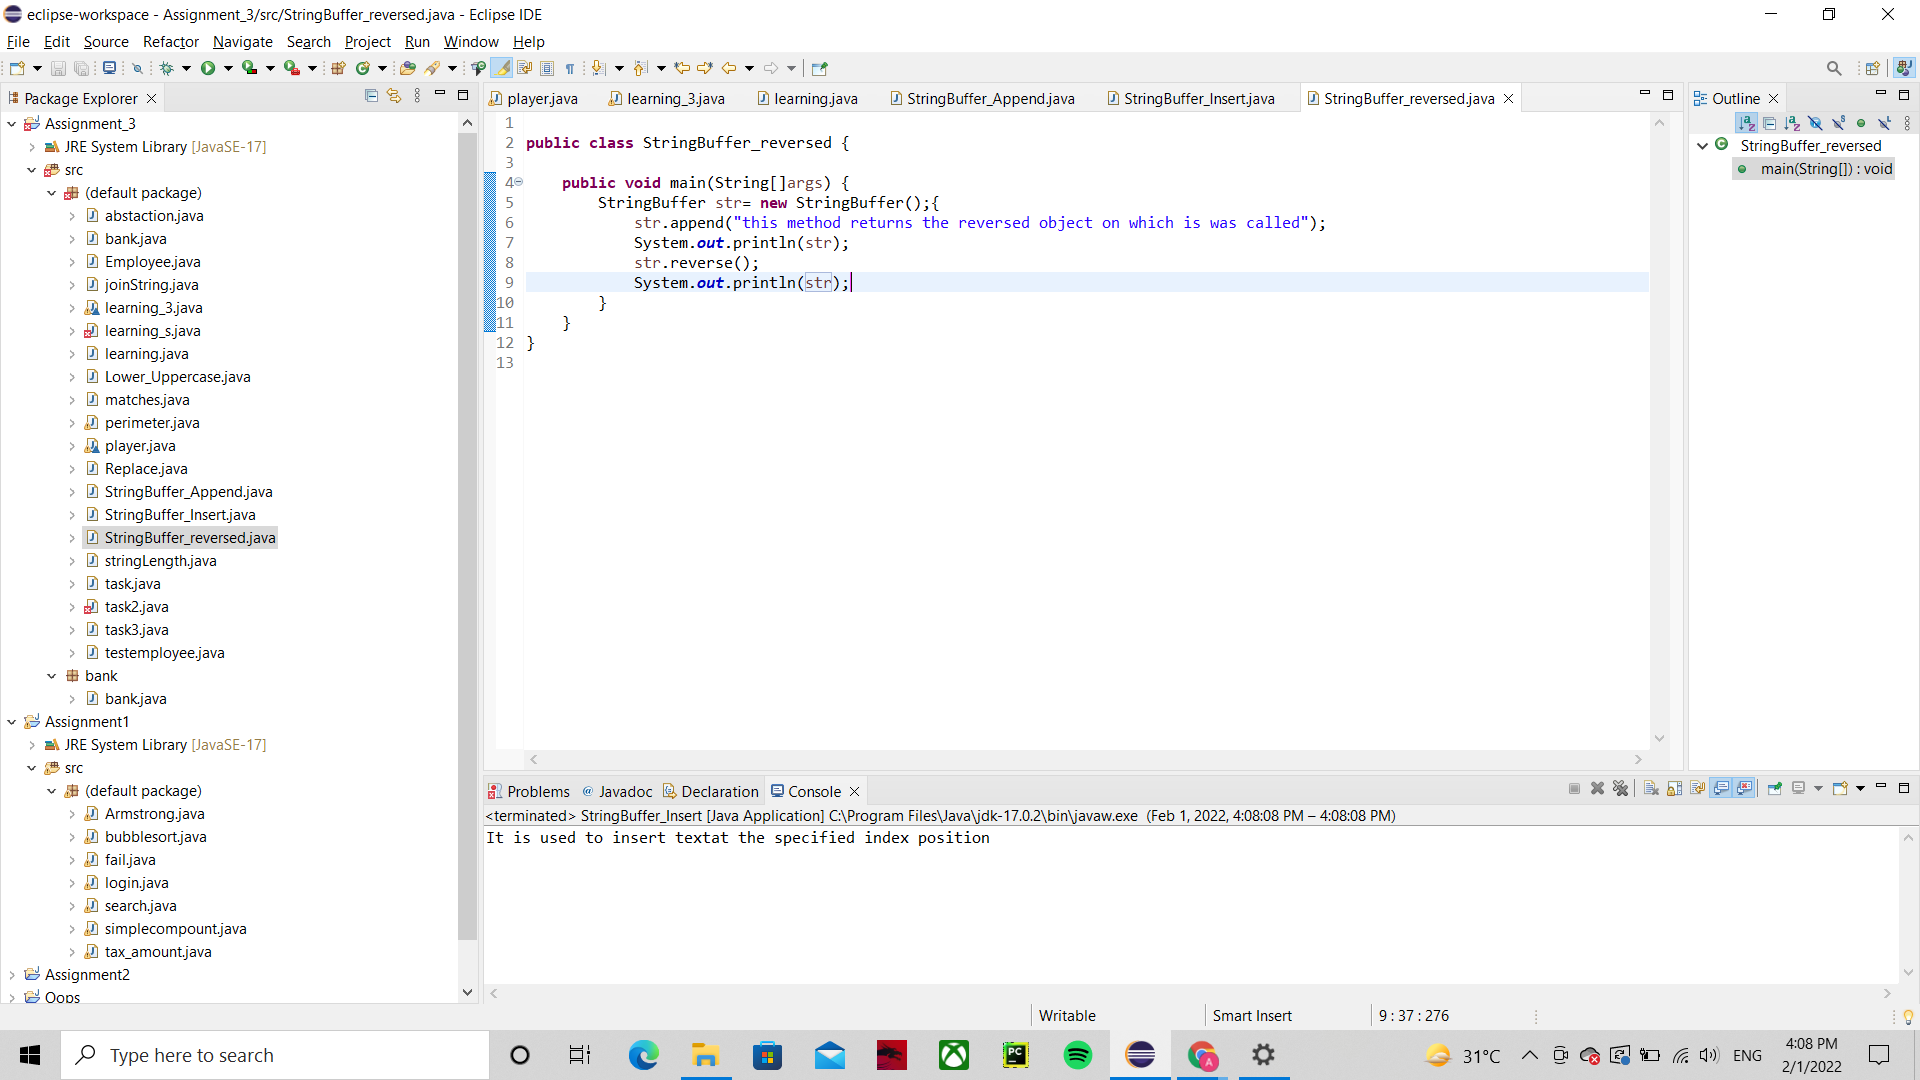 eclipse-workspace - Assignment_3/src/StringBuffer_reversed.java - Eclipse IDE
File Edit Source Refactor Navigate Search Project Run Window Help
Package Explorer
Assignment_3
JRE System Library [JavaSE-17]
src
(default package)
abstaction.java
bank.java
Employee.java
joinString.java
learning_3.java
learning_s.java
learning.java
Lower_Uppercase.java
matches.java
perimeter.java
player.java
Replace.java
StringBuffer_Append.java
StringBuffer_Insert.java
StringBuffer_reversed.java
stringLength.java
task.java
task2.java
task3.java
testemployee.java
bank
bank.java
Assignment1
JRE System Library [JavaSE-17]
src
(default package)
Armstrong.java
bubblesort.java
fail.java
login.java
search.java
simplecompount.java
tax_amount.java
Assignment2
Oops
player.java learning_3.java learning.java StringBuffer_Append.java StringBuffer_Insert.java StringBuffer_reversed.java
1
2 public class StringBuffer_reversed {
3
4 public void main(String[]args) {
5 StringBuffer str= new StringBuffer();{
6 str.append("this method returns the reversed object on which is was called");
7 System.out.println(str);
8 str.reverse();
9 System.out.println(str);
10 }
11 }
12 }
13
Outline
StringBuffer_reversed
main(String[]) : void
Problems @ Javadoc Declaration Console
<terminated> StringBuffer_Insert [Java Application] C:\Program Files\Java\jdk-17.0.2\bin\javaw.exe (Feb 1, 2022, 4:08:08 PM – 4:08:08 PM)
It is used to insert textat the specified index position
Writable Smart Insert 9 : 37 : 276
Type here to search
PC
A
31°C
ENG
4:08 PM
2/1/2022